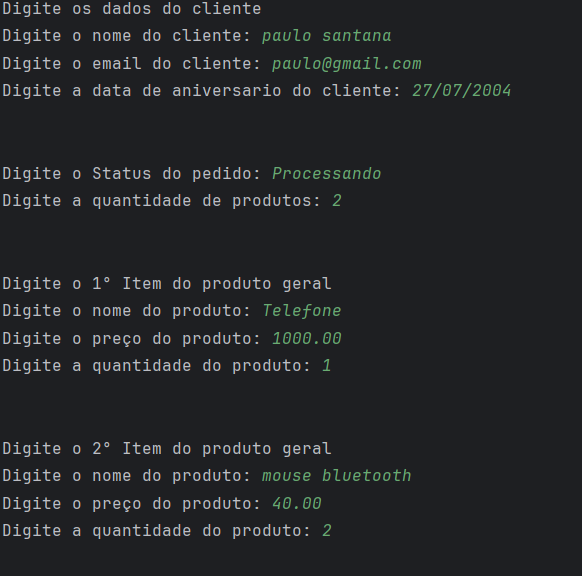 Digite os dados do cliente
Digite o nome do cliente: paulo santana
Digite o email do cliente: paulo@gmail.com
Digite a data de aniversario do cliente: 27/07/2004
Digite o Status do pedido: Processando
Digite a quantidade de produtos: 2
Digite o 1° Item do produto geral
Digite o nome do produto: Telefone
Digite o preço do produto: 1000.00
Digite a quantidade do produto: 1
Digite o 2° Item do produto geral
Digite o nome do produto: mouse bluetooth
Digite o preço do produto: 40.00
Digite a quantidade do produto: 2